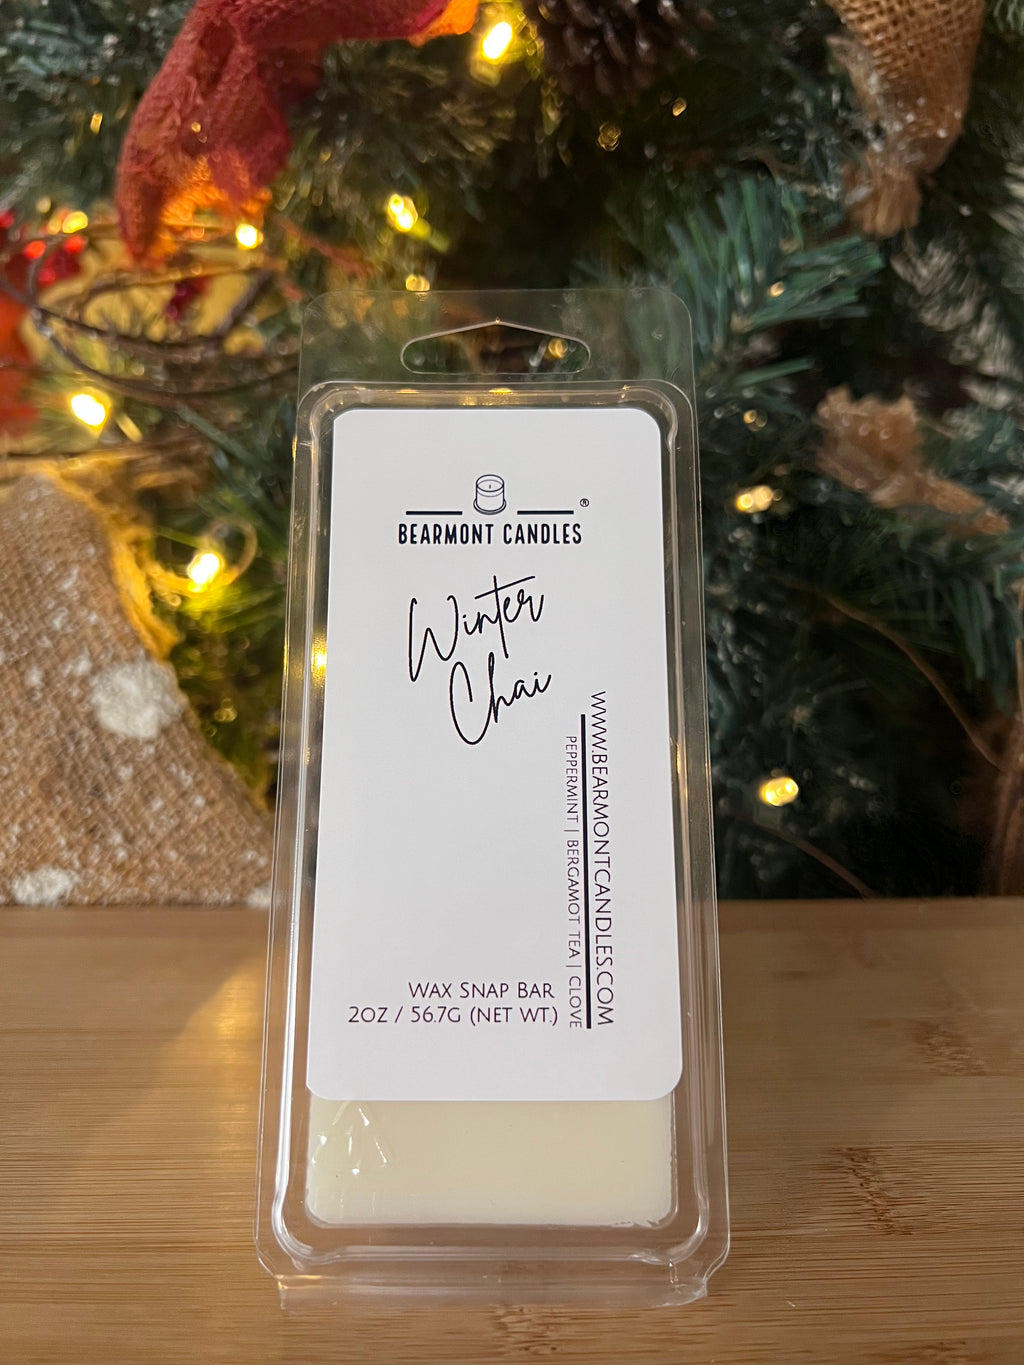 ®
BEARMONT CANDLES
Winter
Chai
WWW.BEARMONTCANDLES.COM
PEPPERMINT | BERGAMOT TEA | CLOVE
WAX SNAP BAR
2OZ / 56.7G (NET WT.)